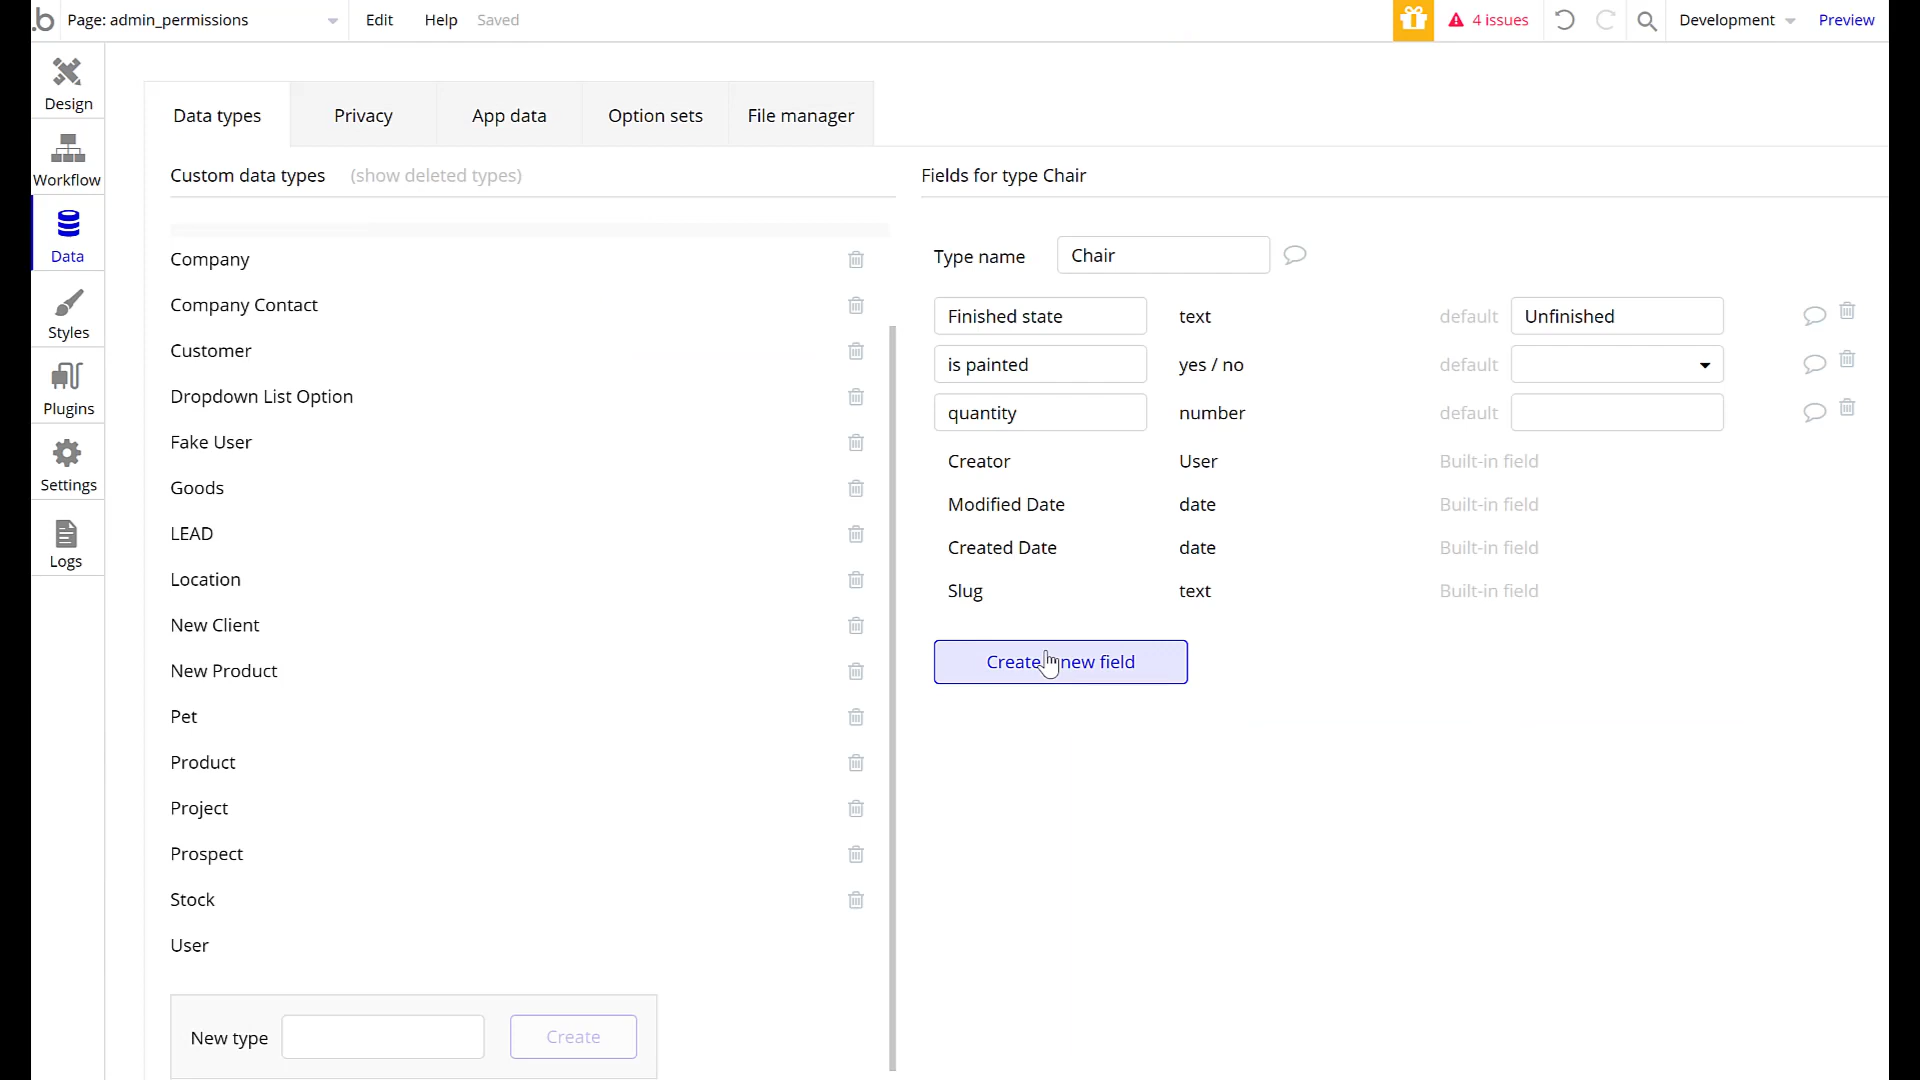 .b Page: admin_permissions Edit Help Saved 4 issues Development Preview
Design
Workflow
Data
Styles
Plugins
Settings
Logs
Data types Privacy App data Option sets File manager
Custom data types (show deleted types)
Company
Company Contact
Customer
Dropdown List Option
Fake User
Goods
LEAD
Location
New Client
New Product
Pet
Product
Project
Prospect
Stock
User
New type Create
Fields for type Chair
Type name Chair
Finished state text default Unfinished
is painted yes / no default
quantity number default
Creator User Built-in field
Modified Date date Built-in field
Created Date date Built-in field
Slug text Built-in field
Create new field